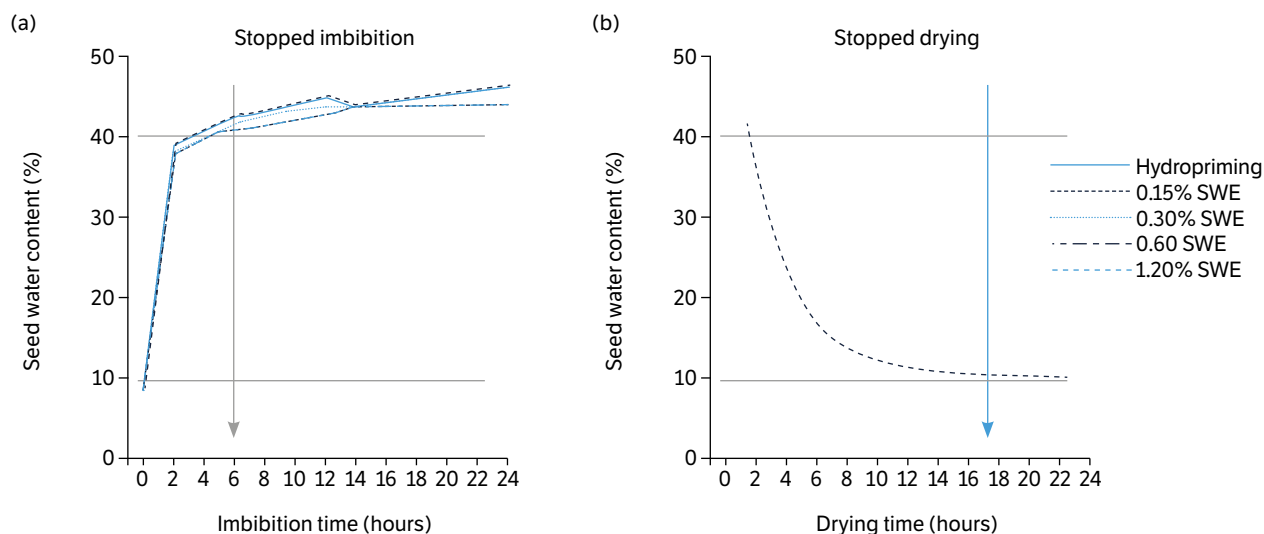 (a)
Stopped imbibition
50
40
30
20
10
0
Seed water content (%)
0 2 4 6 8 10 12 14 16 18 20 22 24
Imbibition time (hours)
(b)
Stopped drying
50
40
30
20
10
0
Seed water content (%)
0 2 4 6 8 10 12 14 16 18 20 22 24
Drying time (hours)
Hydropriming
0.15% SWE
0.30% SWE
0.60 SWE
1.20% SWE